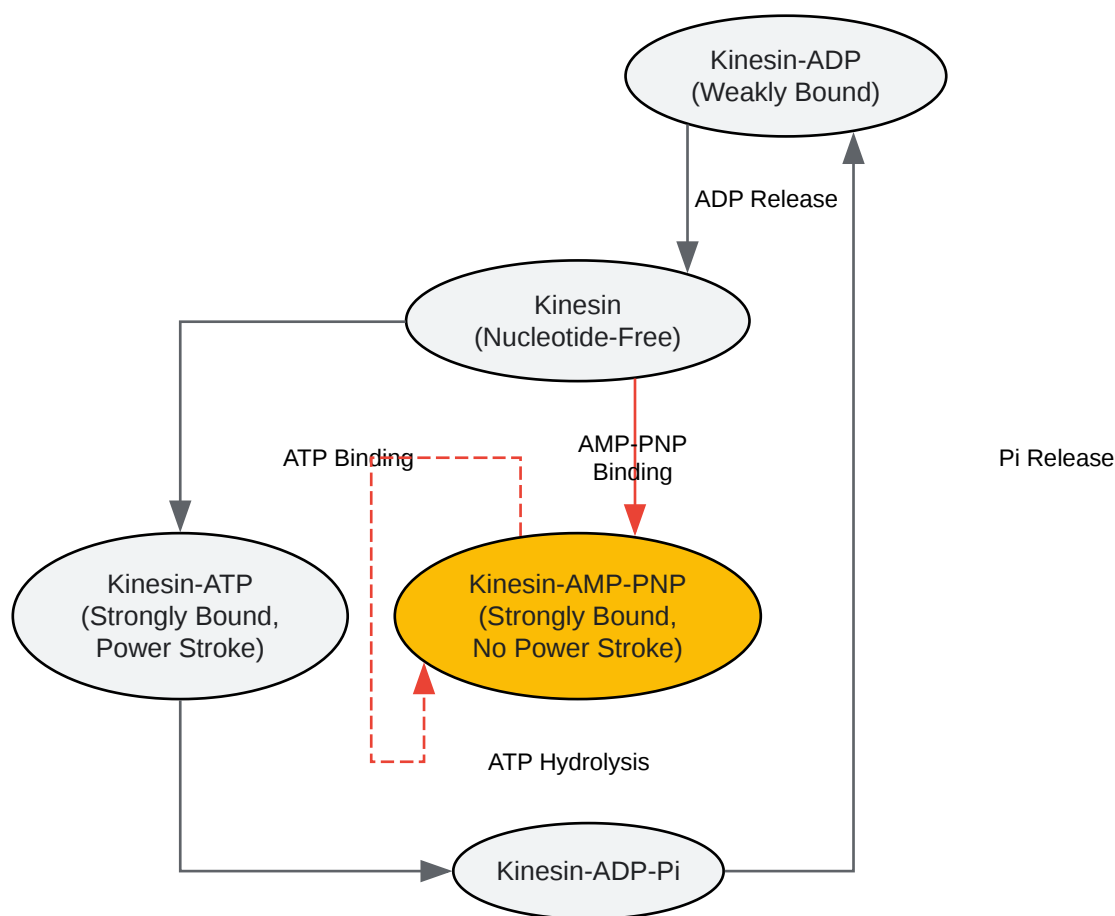 Kinesin-ADP
(Weakly Bound)
ADP Release
Kinesin
(Nucleotide-Free)
ATP Binding
AMP-PNP
Binding
Pi Release
Kinesin-ATP
(Strongly Bound,
Power Stroke)
Kinesin-AMP-PNP
(Strongly Bound,
No Power Stroke)
ATP Hydrolysis
Kinesin-ADP-Pi